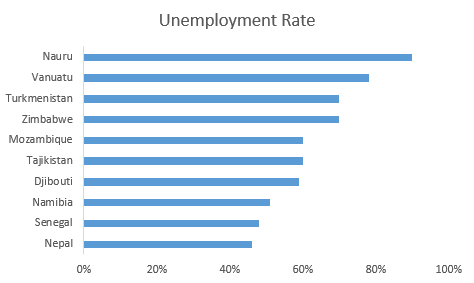 Unemployment Rate
Nauru
Vanuatu
Turkmenistan
Zimbabwe
Mozambique
Tajikistan
Djibouti
Namibia
Senegal
Nepal
0% 20% 40% 60% 80% 100%